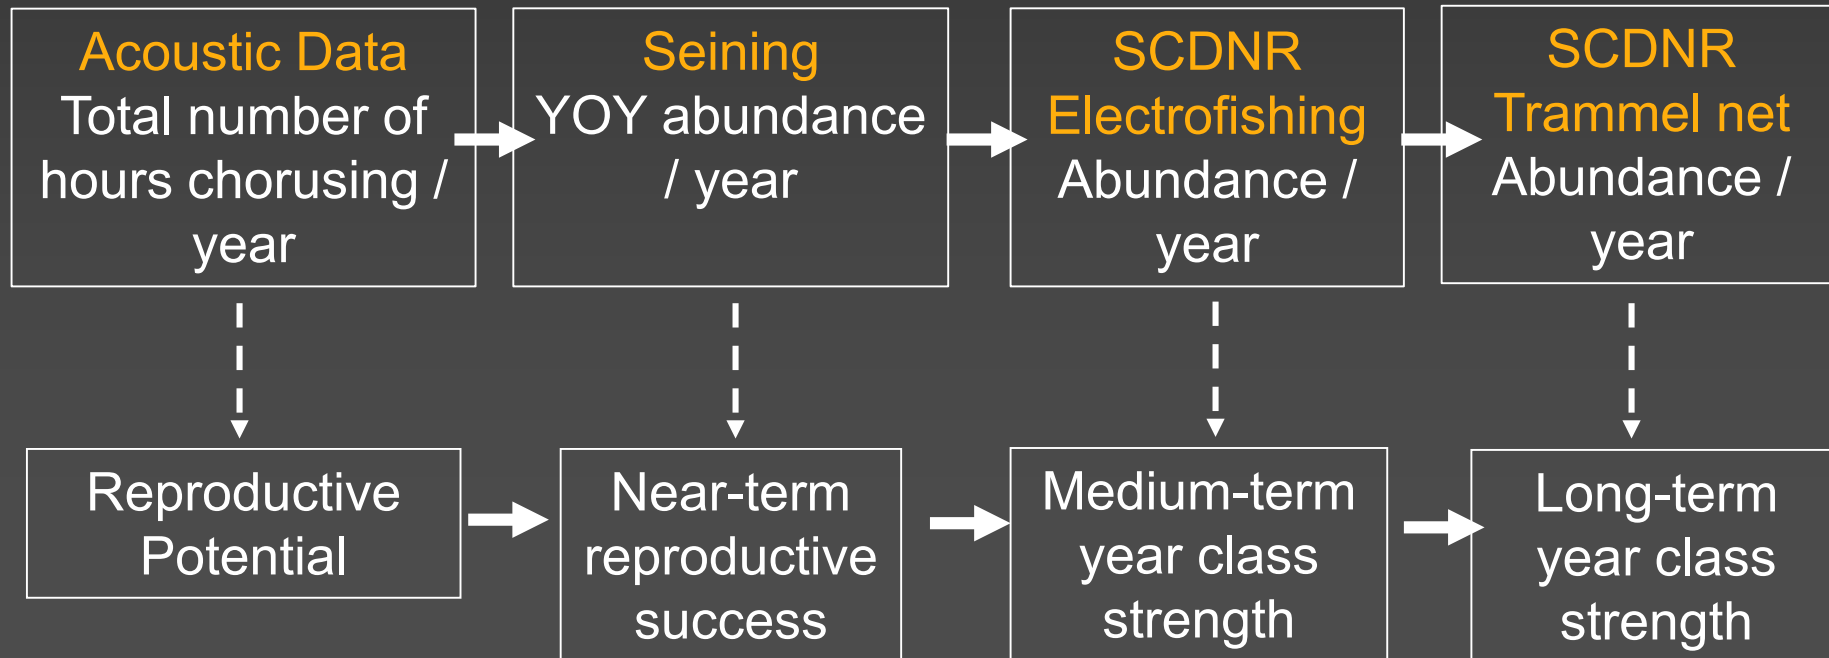 Acoustic Data
Total number of
hours chorusing /
year
Seining
YOY abundance
/ year
SCDNR
Electrofishing
Abundance /
year
SCDNR
Trammel net
Abundance /
year
Reproductive
Potential
Near-term
reproductive
success
Medium-term
year class
strength
Long-term
year class
strength